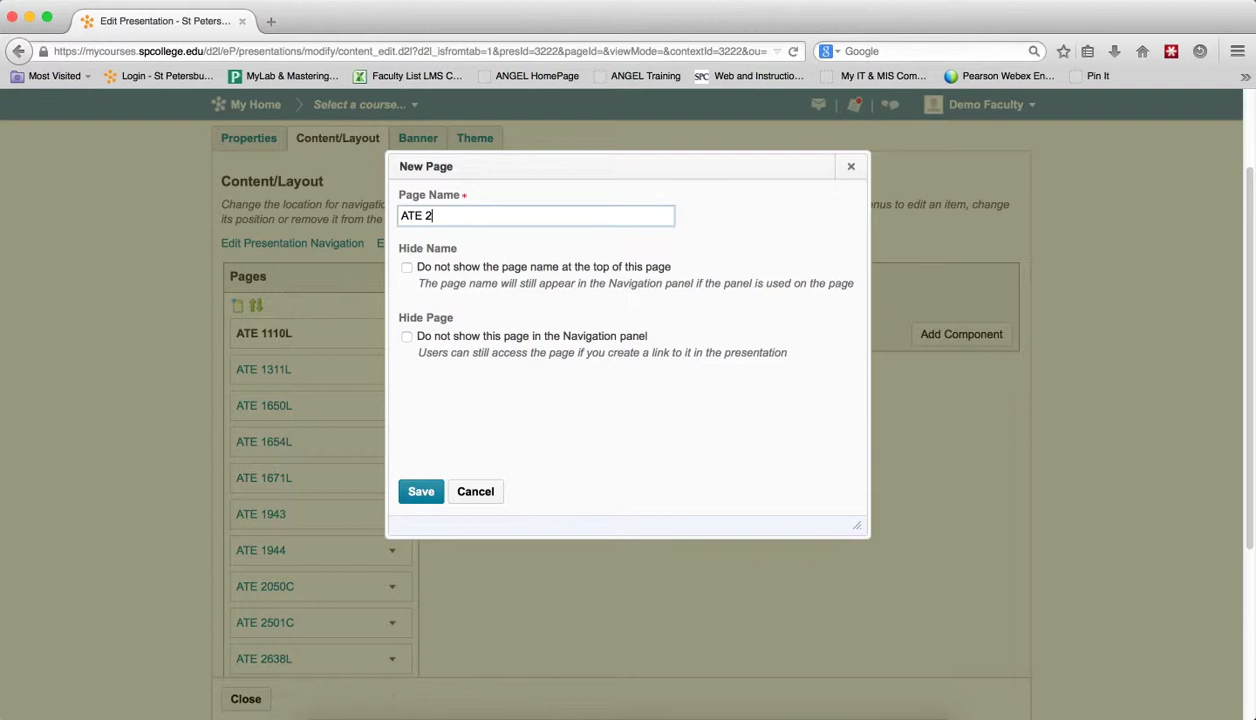 Edit Presentation - St Peters...
https://mycourses.spcollege.edu/d2l/eP/presentations/modify/content_edit.d2l?d2l_isfromtab=1&presId=3222&pageId=&viewMode=&contextId=3222&ou=
Google
Most Visited
Login - St Petersbu...
MyLab & Mastering...
Faculty List LMS C...
ANGEL HomePage
ANGEL Training
SPC Web and Instructio...
My IT & MIS Com...
Pearson Webex En...
Pin It
My Home
Select a course...
Demo Faculty
Properties
Content/Layout
Banner
Theme
Content/Layout
Change the location for navigatio
enus to edit an item, change
its position or remove it from the
Edit Presentation Navigation
E
Pages
ATE 1110L
ATE 1311L
ATE 1650L
ATE 1654L
ATE 1671L
ATE 1943
ATE 1944
ATE 2050C
ATE 2501C
ATE 2638L
Close
Add Component
New Page
Page Name *
ATE 2
Hide Name
Do not show the page name at the top of this page
The page name will still appear in the Navigation panel if the panel is used on the page
Hide Page
Do not show this page in the Navigation panel
Users can still access the page if you create a link to it in the presentation
Save
Cancel